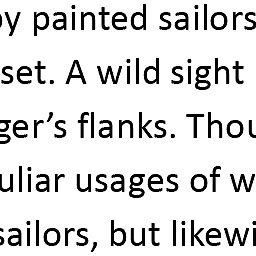 y painted sailors
set. A wild sight
ger’s flanks. Thou
uliar usages of w
sailors, but likewi